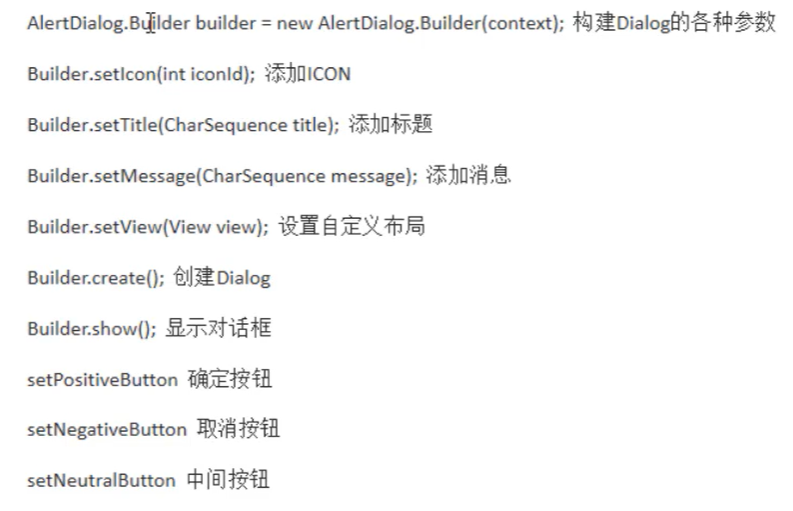 AlertDialog.Builder builder = new AlertDialog.Builder(context); 构建Dialog的各种参数
Builder.setIcon(int iconId); 添加ICON
Builder.setTitle(CharSequence title); 添加标题
Builder.setMessage(CharSequence message); 添加消息
Builder.setView(View view); 设置自定义布局
Builder.create(); 创建Dialog
Builder.show(); 显示对话框
setPositiveButton 确定按钮
setNegativeButton 取消按钮
setNeutralButton 中间按钮